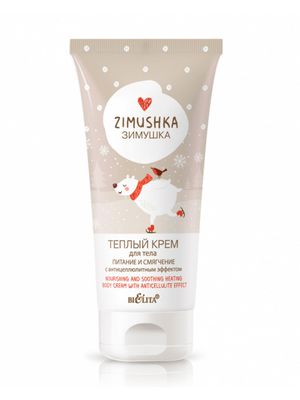 ZIMUSHKA
ЗИМУШКА
ТЕПЛЫЙ КРЕМ
для тела
ПИТАНИЕ И СМЯГЧЕНИЕ
с антицеллюлитным эффектом
NOURISHING AND SOOTHING HEATING
BODY CREAM WITH ANTICELLULITE EFFECT
BIELITA